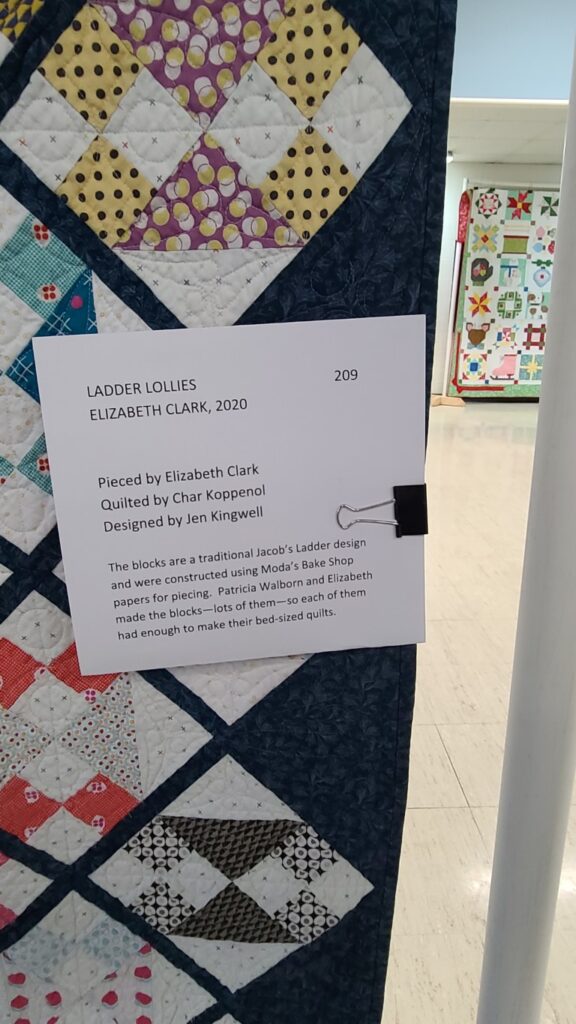 LADDER LOLLIES 209
ELIZABETH CLARK, 2020
Pieced by Elizabeth Clark
Quilted by Char Koppenol
Designed by Jen Kingwell
The blocks are a traditional Jacob's Ladder design
and were constructed using Moda's Bake Shop
papers for piecing. Patricia Walborn and Elizabeth
made the blocks—lots of them—so each of them
had enough to make their bed-sized quilts.